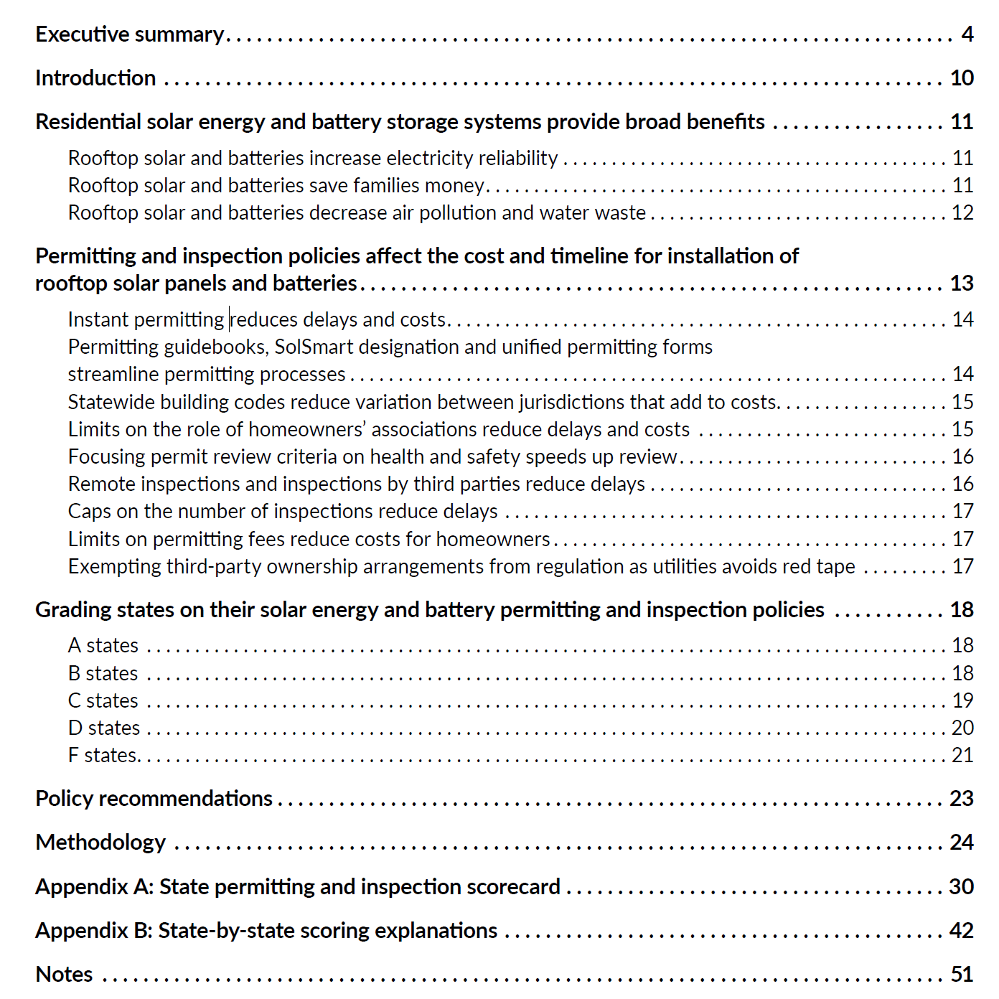 Executive summary. . . . . . . . . . . . . . . . . . . . . . . . . . . . . . . . . . . . . . . . 4
Introduction . . . . . . . . . . . . . . . . . . . . . . . . . . . . . . . . . . . . . . . . 10
Residential solar energy and battery storage systems provide broad benefits . . . . . . . . . . . . . . . . . 11
Rooftop solar and batteries increase electricity reliability . . . . . . . . . . . . . . . . . . . . . . . . . . . . . . . . . . . . . . . . 11
Rooftop solar and batteries save families money. . . . . . . . . . . . . . . . . . . . . . . . . . . . . . . . . . . . . . . . 11
Rooftop solar and batteries decrease air pollution and water waste . . . . . . . . . . . . . . . . . . . . . . . . . . . . . . . 12
Permitting and inspection policies affect the cost and timeline for installation of
rooftop solar panels and batteries . . . . . . . . . . . . . . . . . . . . . . . . . . . . . . . . . . . . . . . . 13
Instant permitting reduces delays and costs. . . . . . . . . . . . . . . . . . . . . . . . . . . . . . . . . . . . . . . . 14
Permitting guidebooks, SolSmart designation and unified permitting forms
streamline permitting processes . . . . . . . . . . . . . . . . . . . . . . . . . . . . . . . . . . . . . . . . 14
Statewide building codes reduce variation between jurisdictions that add to costs. . . . . . . . . . . . . . . . . . 15
Limits on the role of homeowners’ associations reduce delays and costs . . . . . . . . . . . . . . . . . . . . . . . . . . 15
Focusing permit review criteria on health and safety speeds up review . . . . . . . . . . . . . . . . . . . . . . . . . . . . 16
Remote inspections and inspections by third parties reduce delays . . . . . . . . . . . . . . . . . . . . . . . . . . . . . . . 16
Caps on the number of inspections reduce delays . . . . . . . . . . . . . . . . . . . . . . . . . . . . . . . . . . . . . . . . 17
Limits on permitting fees reduce costs for homeowners . . . . . . . . . . . . . . . . . . . . . . . . . . . . . . . . . . . . . . . . 17
Exempting third-party ownership arrangements from regulation as utilities avoids red tape . . . . . . . . . 17
Grading states on their solar energy and battery permitting and inspection policies . . . . . . . . . . . 18
A states . . . . . . . . . . . . . . . . . . . . . . . . . . . . . . . . . . . . . . . . 18
B states . . . . . . . . . . . . . . . . . . . . . . . . . . . . . . . . . . . . . . . . 18
C states . . . . . . . . . . . . . . . . . . . . . . . . . . . . . . . . . . . . . . . . 19
D states . . . . . . . . . . . . . . . . . . . . . . . . . . . . . . . . . . . . . . . . 20
F states. . . . . . . . . . . . . . . . . . . . . . . . . . . . . . . . . . . . . . . . 21
Policy recommendations . . . . . . . . . . . . . . . . . . . . . . . . . . . . . . . . . . . . . . . . 23
Methodology . . . . . . . . . . . . . . . . . . . . . . . . . . . . . . . . . . . . . . . . 24
Appendix A: State permitting and inspection scorecard . . . . . . . . . . . . . . . . . . . . . . . . . . . . . . . . . . . . . 30
Appendix B: State-by-state scoring explanations . . . . . . . . . . . . . . . . . . . . . . . . . . . . . . . . . . . . . . . . 42
Notes . . . . . . . . . . . . . . . . . . . . . . . . . . . . . . . . . . . . . . . . 51